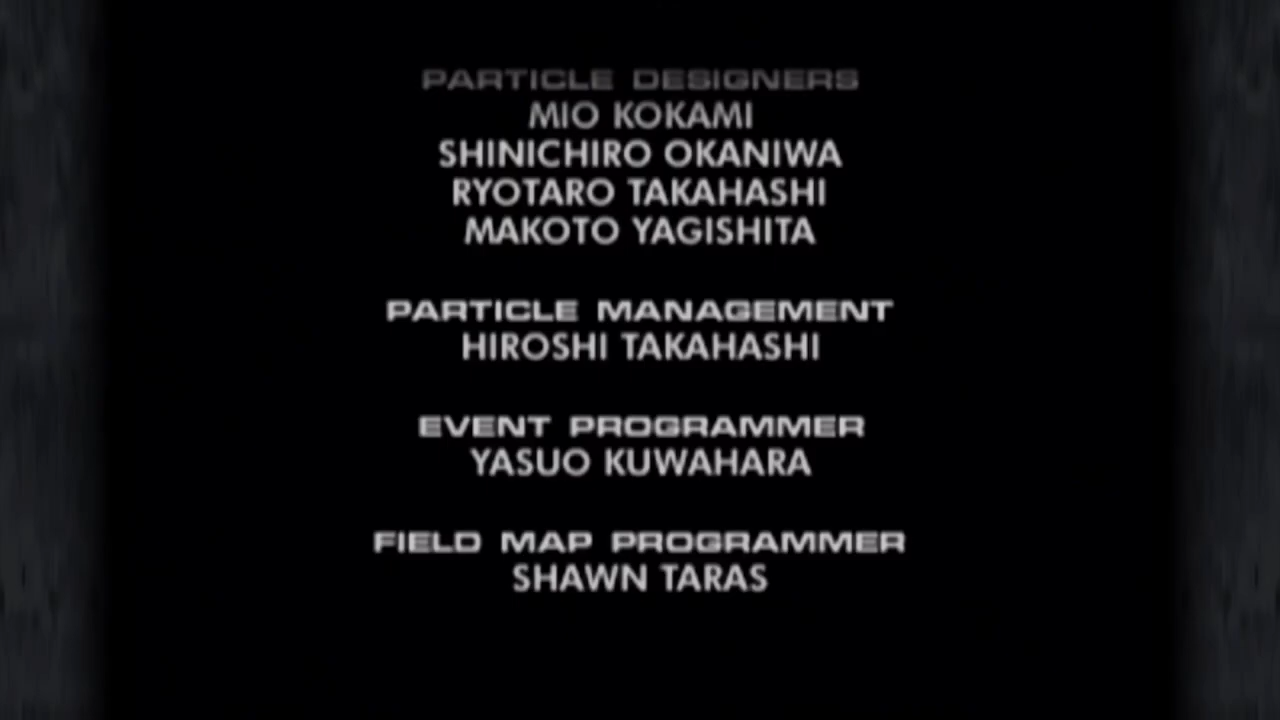 PARTICLE DESIGNERS
MIO KOKAMI
SHINICHIRO OKANIWA
RYOTARO TAKAHASHI
MAKOTO YAGISHITA
PARTICLE MANAGEMENT
HIROSHI TAKAHASHI
EVENT PROGRAMMER
YASUO KUWAHARA
FIELD MAP PROGRAMMER
SHAWN TARAS